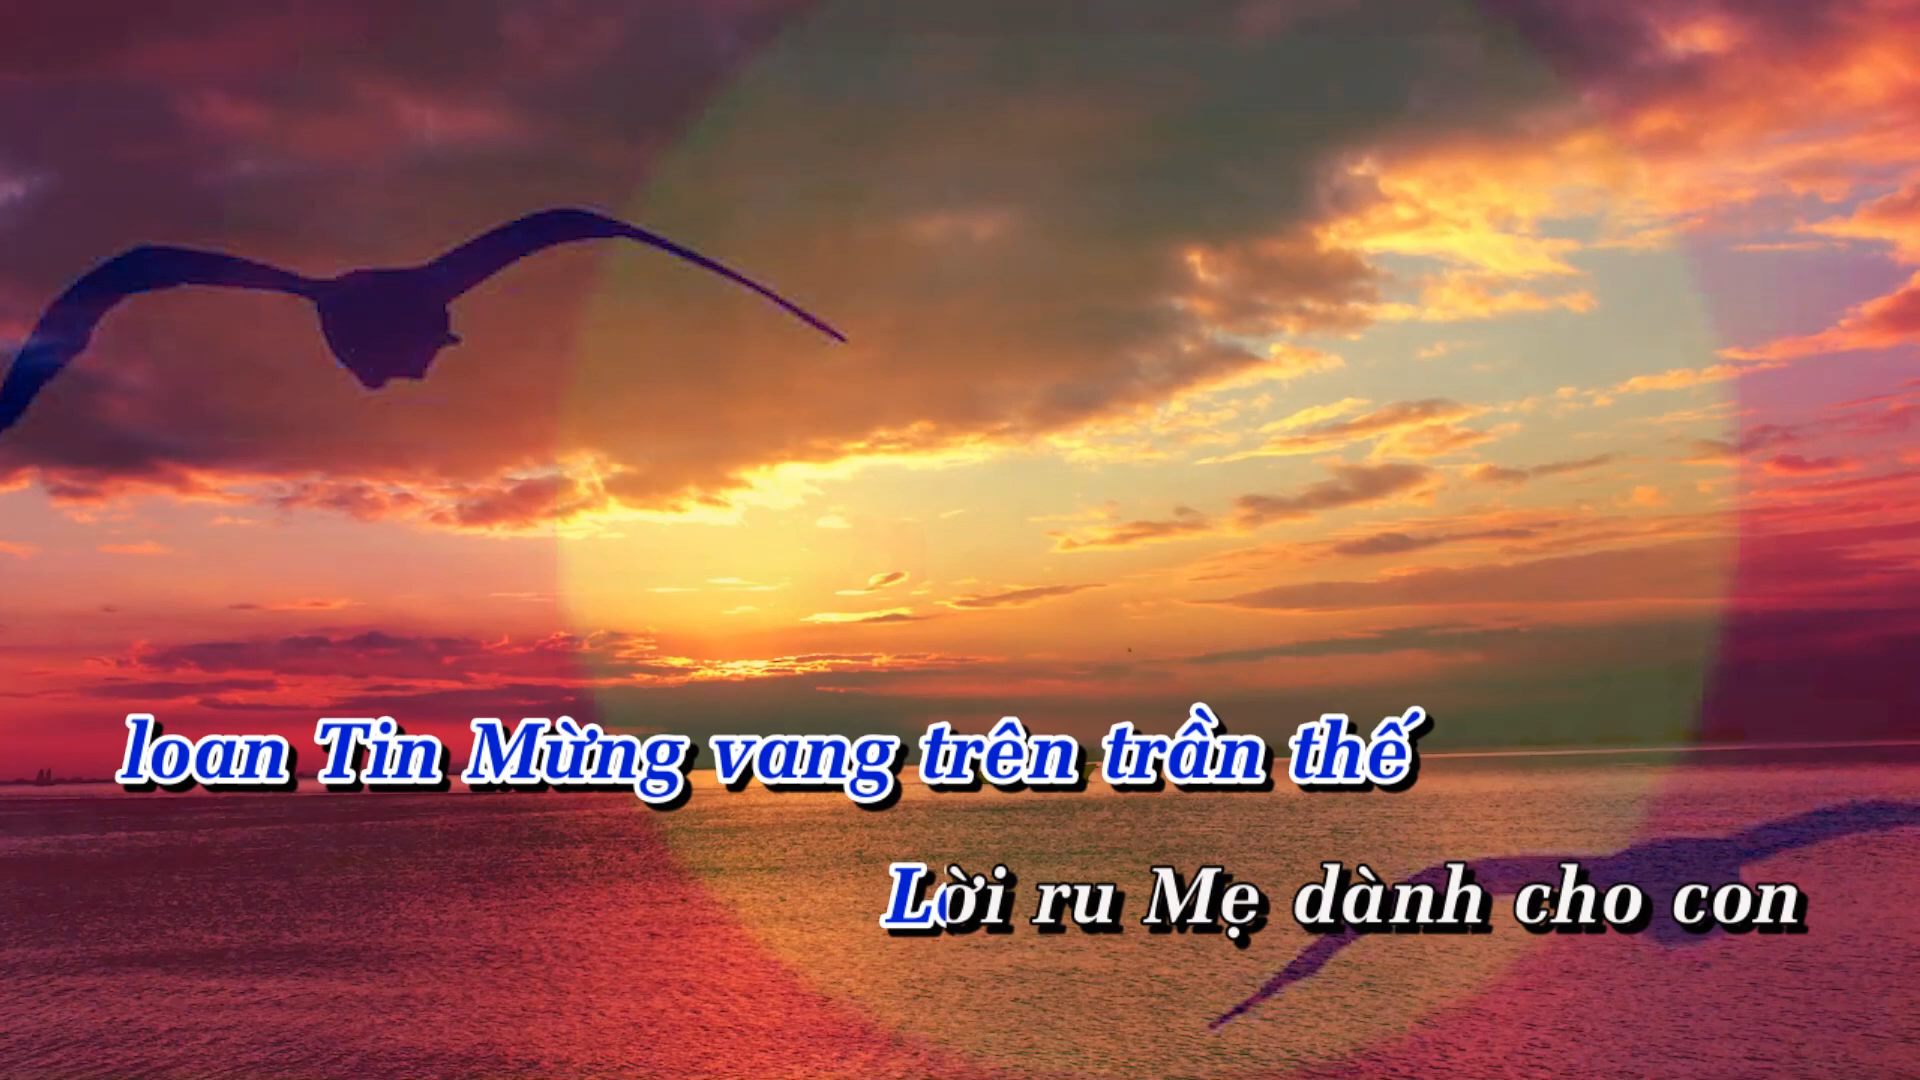 loan Tin Mừng vang trên trần thế
Lời ru Mẹ dành cho con